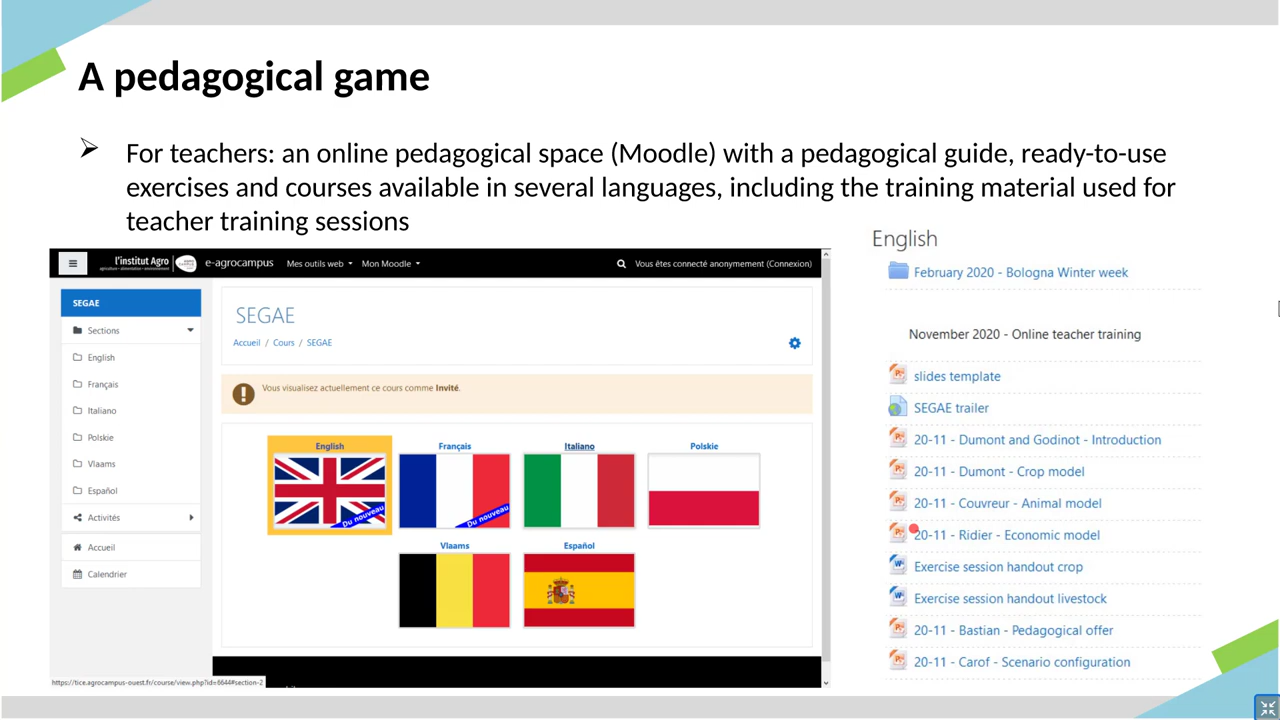 A pedagogical game
For teachers: an online pedagogical space (Moodle) with a pedagogical guide, ready-to-use
exercises and courses available in several languages, including the training material used for
teacher training sessions
l'institut Agro
agriculture • alimentation • environnement
e-agrocampus
Mes outils web
Mon Moodle
Vous êtes connecté anonymement (Connexion)
SEGAE
Sections
English
Français
Italiano
Polskie
Vlaams
Español
Activités
Accueil
Calendrier
SEGAE
Accueil / Cours / SEGAE
Vous visualisez actuellement ce cours comme Invité.
English
Français
Italiano
Polskie
Du nouveau
Du nouveau
Vlaams
Español
https://tice.agrocampus-ouest.fr/course/view.php?id=6644#section-2
English
February 2020 - Bologna Winter week
November 2020 - Online teacher training
slides template
SEGAE trailer
20-11 - Dumont and Godinot - Introduction
20-11 - Dumont - Crop model
20-11 - Couvreur - Animal model
20-11 - Ridier - Economic model
Exercise session handout crop
Exercise session handout livestock
20-11 - Bastian - Pedagogical offer
20-11 - Carof - Scenario configuration